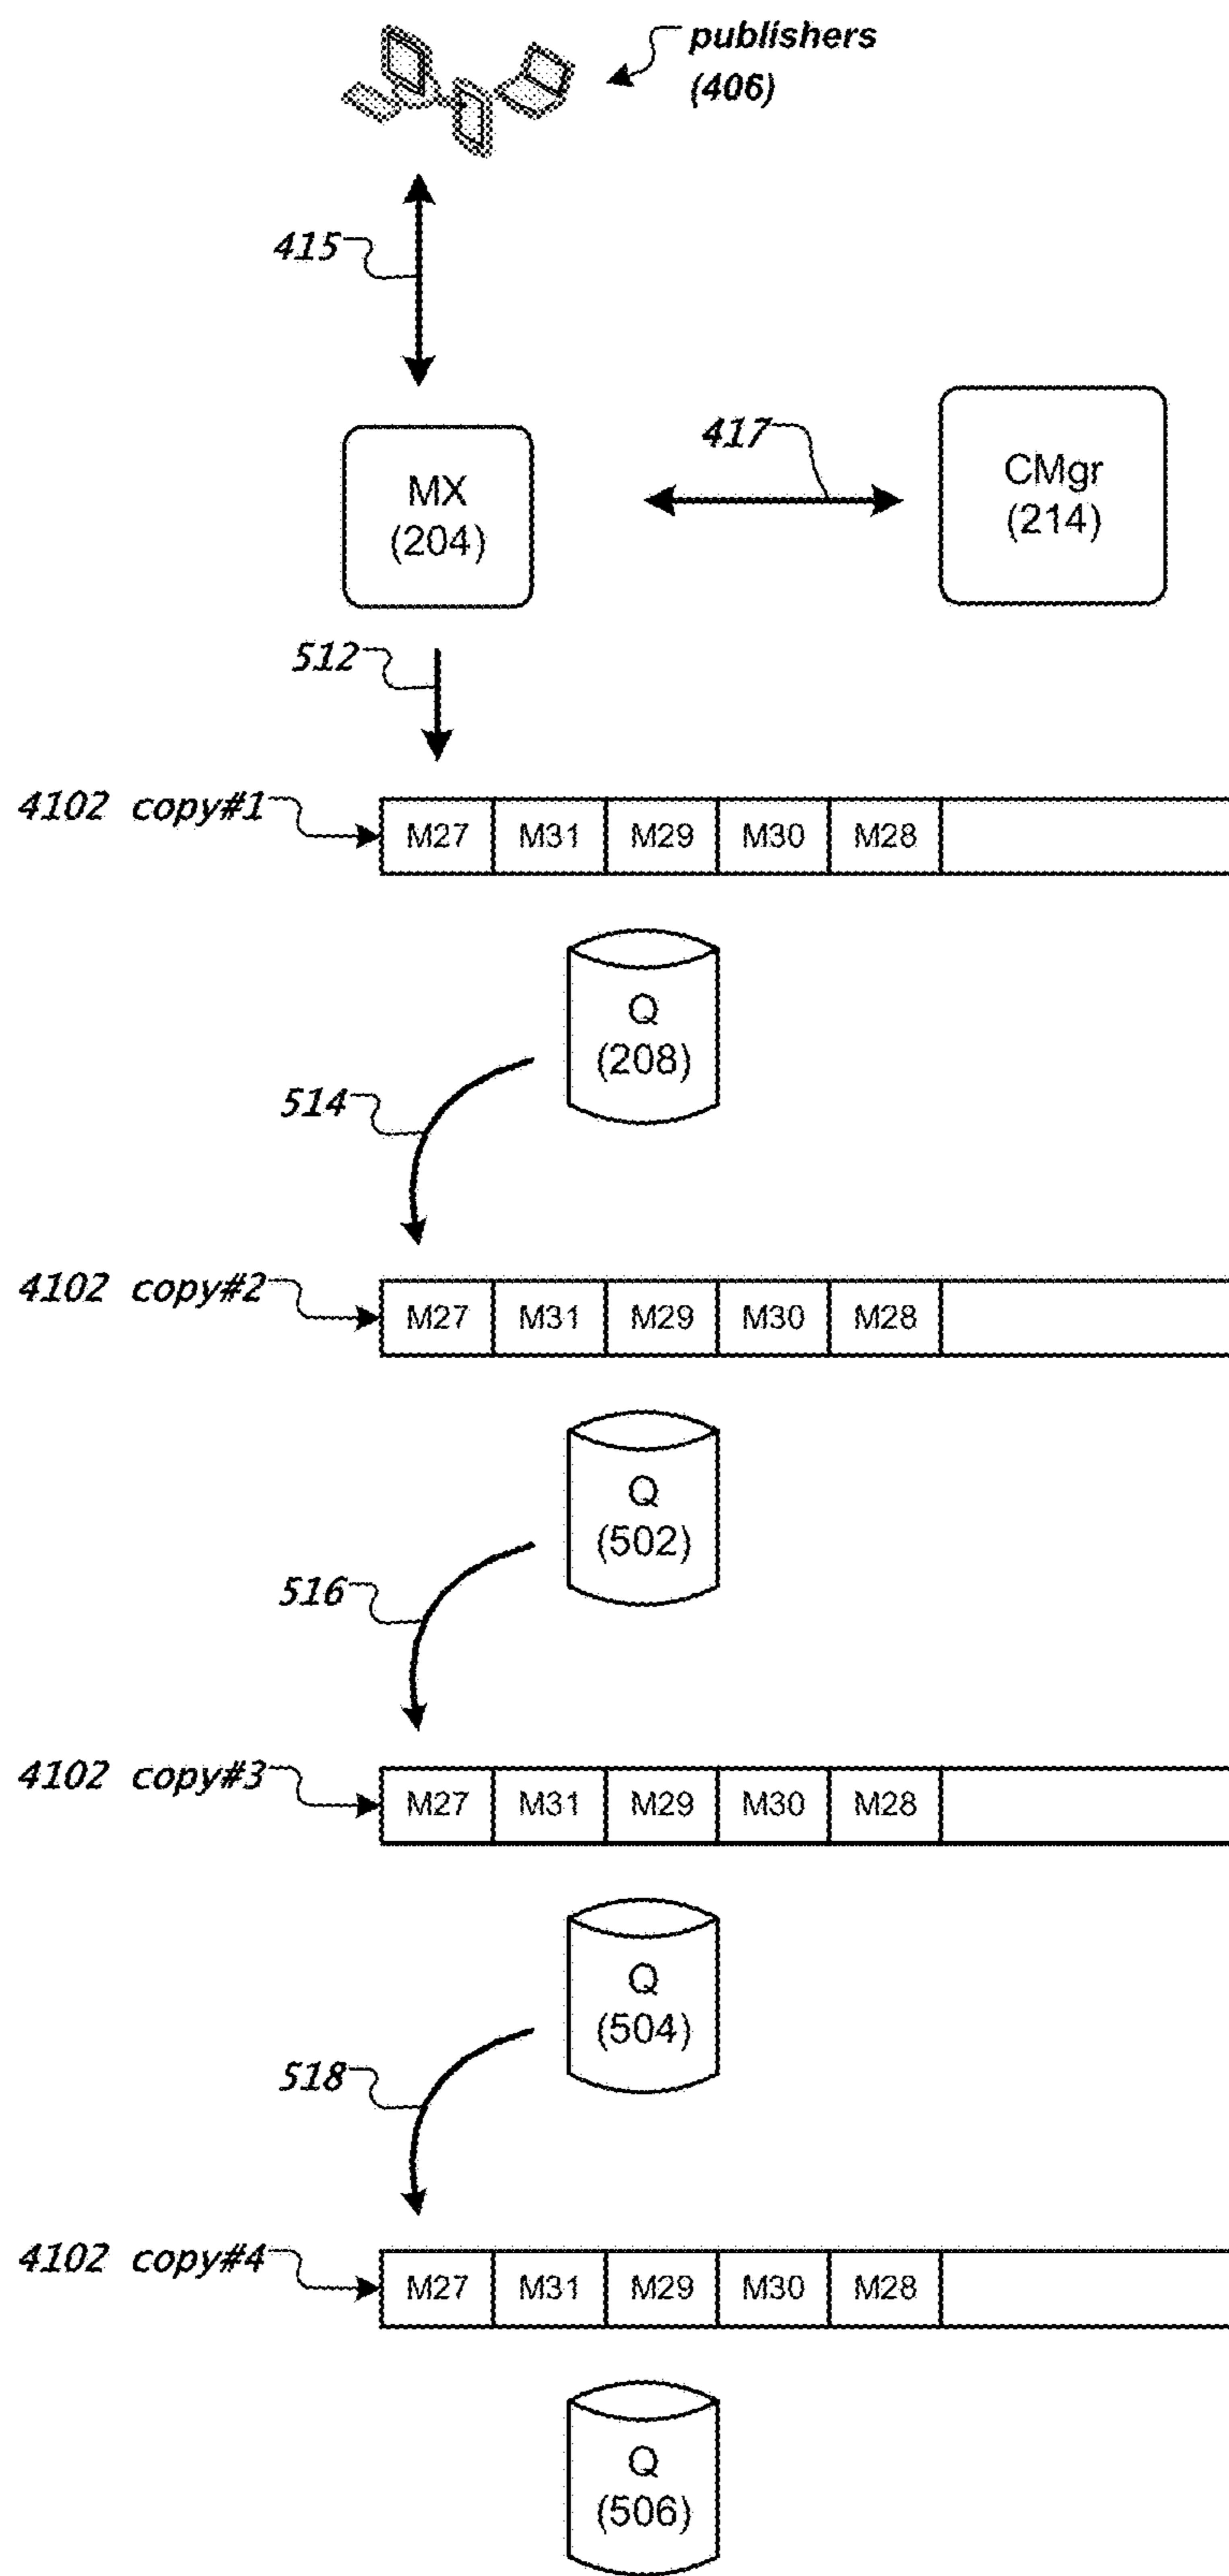 publishers
(406)
415
417
MX
(204)
CMgr
(214)
512
4102 copy#1
M27 M31 M29 M30 M28
Q
(208)
514
4102 copy#2
M27 M31 M29 M30 M28
Q
(502)
516
4102 copy#3
M27 M31 M29 M30 M28
Q
(504)
518
4102 copy#4
M27 M31 M29 M30 M28
Q
(506)